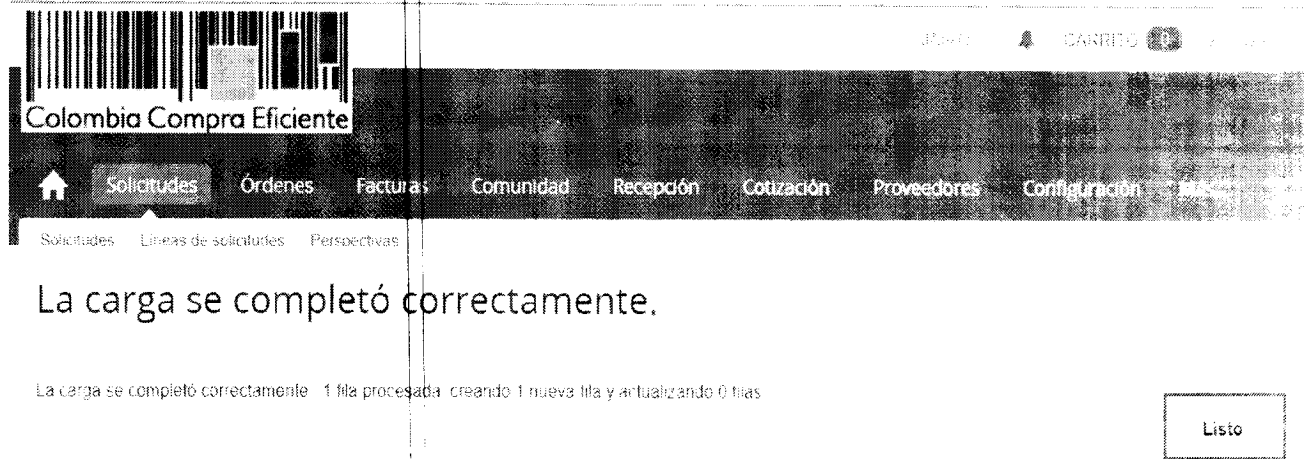 CARRITO 0
Colombia Compra Eficiente
Solicitudes Órdenes Facturas Comunidad Recepción Cotización Proveedores Configuración
Solicitudes Líneas de solicitudes Perspectivas
La carga se completó correctamente.
La carga se completó correctamente 1 fila procesada creando 1 nueva fila y actualizando 0 filas
Listo